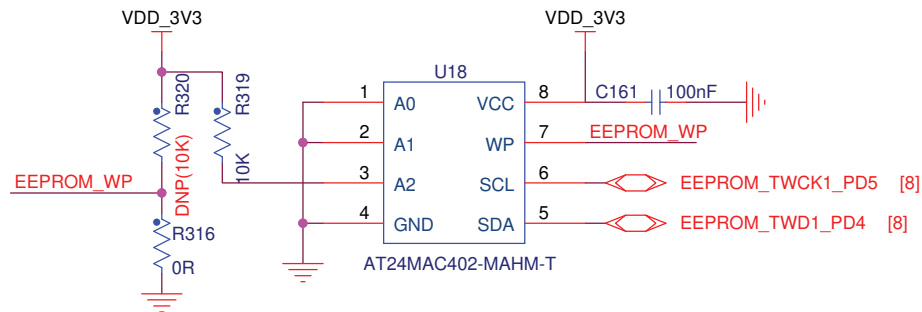 VDD_3V3
VDD_3V3
U18
R320
R319
DNP(10K)
10K
EEPROM_WP
R316
0R
1
2
3
4
A0
A1
A2
GND
VCC
WP
SCL
SDA
8
7
6
5
C161
100nF
EEPROM_WP
EEPROM_TWCK1_PD5 [8]
EEPROM_TWD1_PD4 [8]
AT24MAC402-MAHM-T